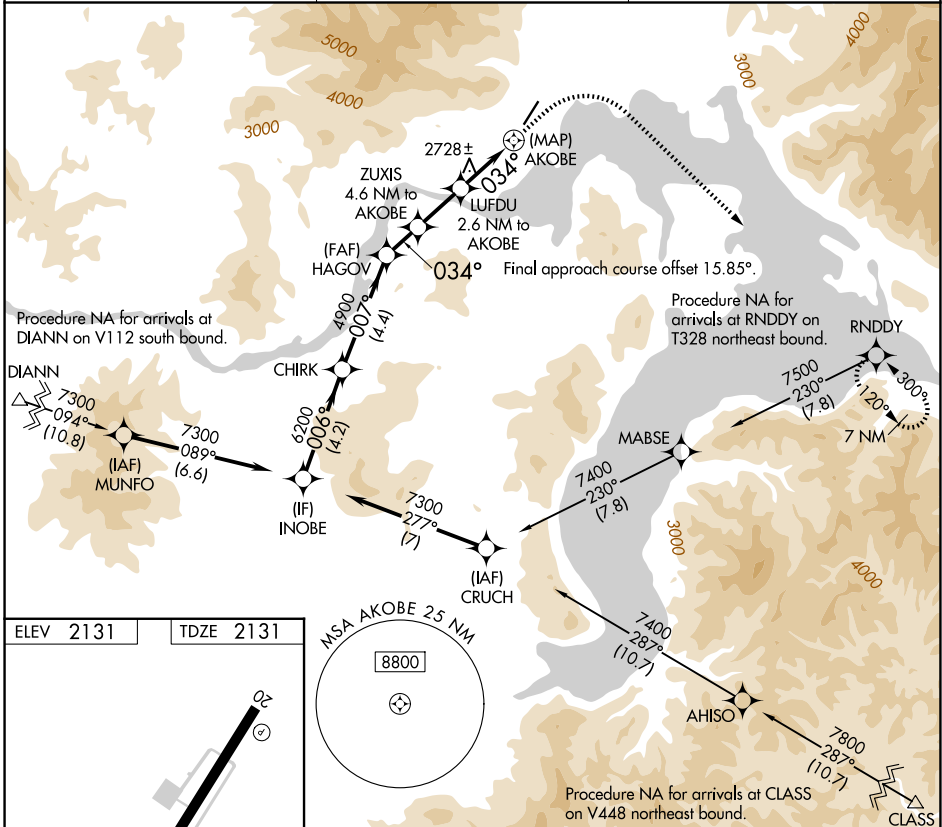 5000
4000
3000
4000
3000
2728 ±
(MAP)
AKOBE
034°
ZUXIS
4.6 NM to
AKOBE
LUFDU
2.6 NM to
AKOBE
(FAF)
HAGOV
034°
Final approach course offset 15.85°.
4900
007°
(4.4)
Procedure NA for arrivals at
DIANN on V112 south bound.
Procedure NA for
arrivals at RNDDY on
T328 northeast bound.
RNDDY
CHIRK
DIANN
7300
094°
(10.8)
7300
089°
(6.6)
(IAF)
MUNFO
6200
006°
(4.2)
(IF)
INOBE
7500
230°
(7.8)
300°
120°
7 NM
MABSE
7400
230°
(7.8)
7300
277°
(7)
(IAF)
CRUCH
3000
4000
ELEV 2131
TDZE 2131
20
MSA AKOBE 25 NM
8800
7400
287°
(10.7)
AHISO
7800
287°
(10.7)
CLASS
Procedure NA for arrivals at CLASS
on V448 northeast bound.